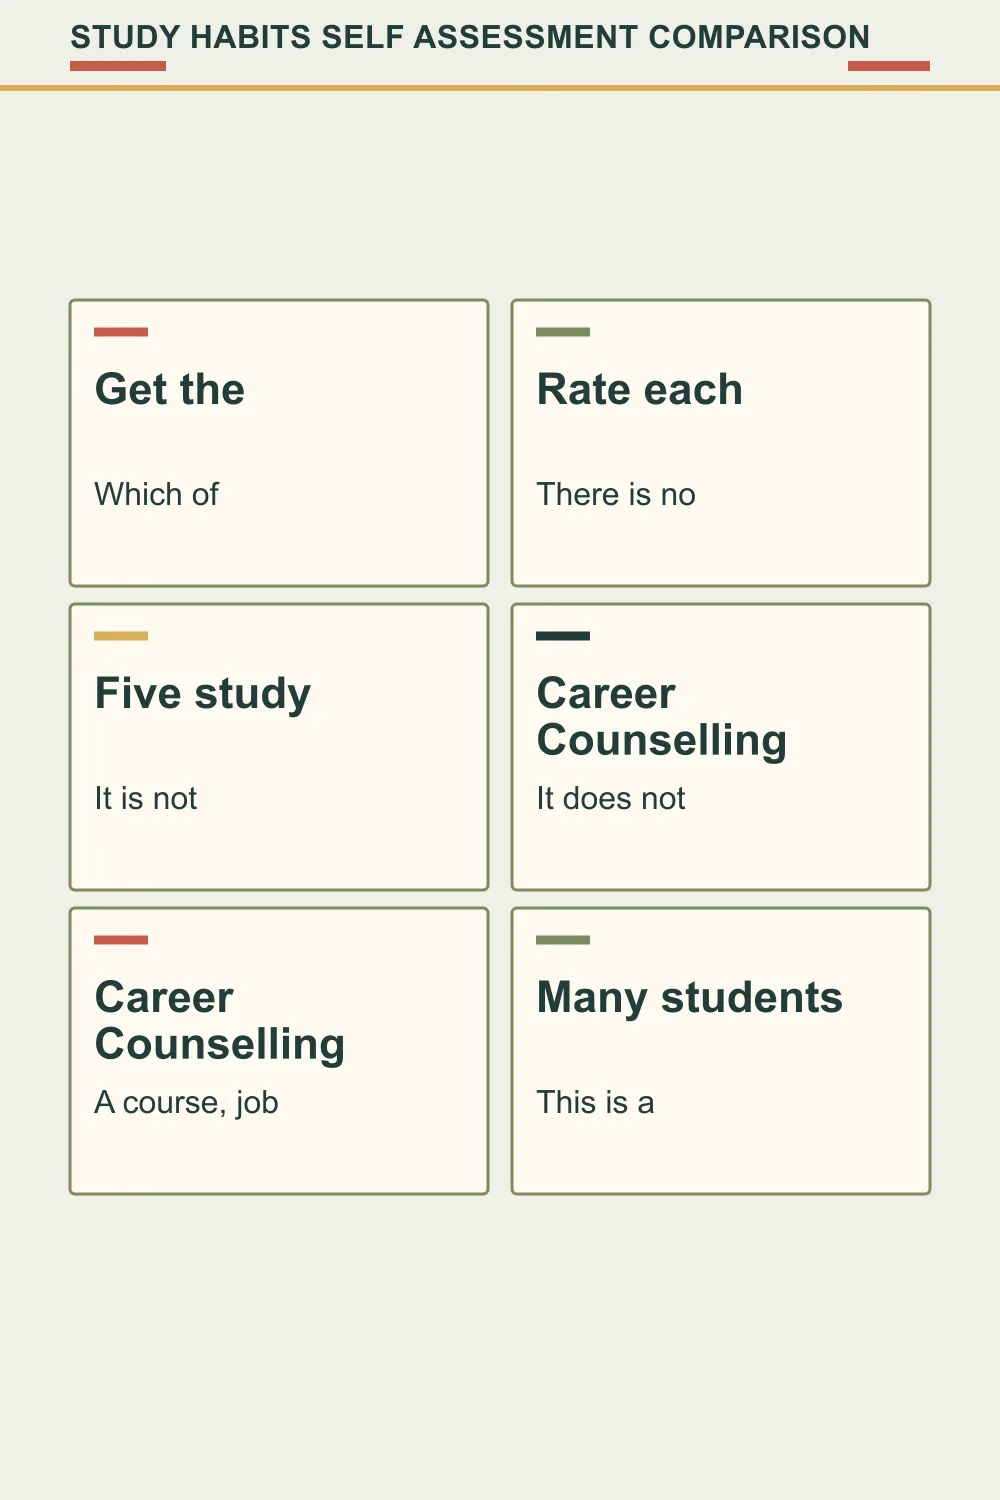 STUDY HABITS SELF ASSESSMENT COMPARISON
Get the
Which of
Rate each
There is no
Five study
It is not
Career
Counselling
It does not
Career
Counselling
A course, job
Many students
This is a